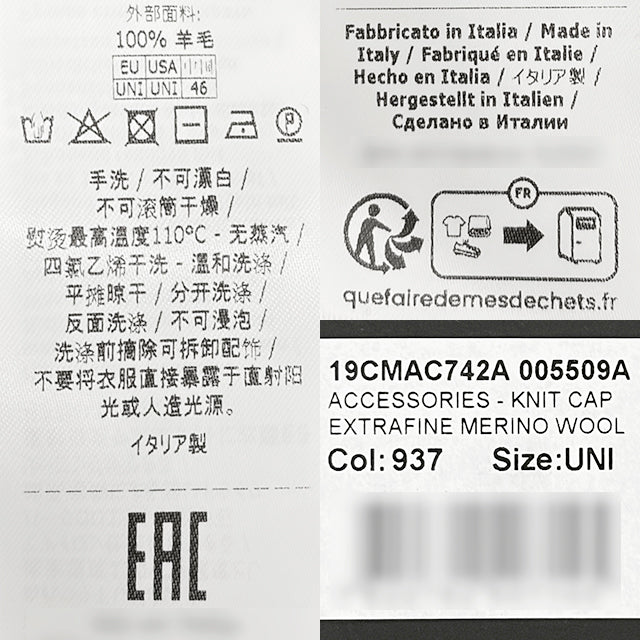 外部面料:
100% 羊毛
EU USA
UNI UNI 46
手洗 / 不可漂白 /
不可滚筒干燥 /
熨烫最高温度110°C - 无蒸汽 /
四氯乙烯干洗 - 温和洗涤 /
平摊晾干 / 分开洗涤 /
反面洗涤 / 不可浸泡 /
洗涤前摘除可拆卸配饰 /
不要将衣服直接暴露于直射阳
光或人造光源。
イタリア製
EAC
Fabbricato in Italia / Made in
Italy / Fabriqué en Italie /
Hecho en Italia / イタリア製 /
Hergestellt in Italien /
Сделано в Италии
FR
quefairedemesdechets.fr
19CMAC742A 005509A
ACCESSORIES - KNIT CAP
EXTRAFINE MERINO WOOL
Col: 937 Size:UNI